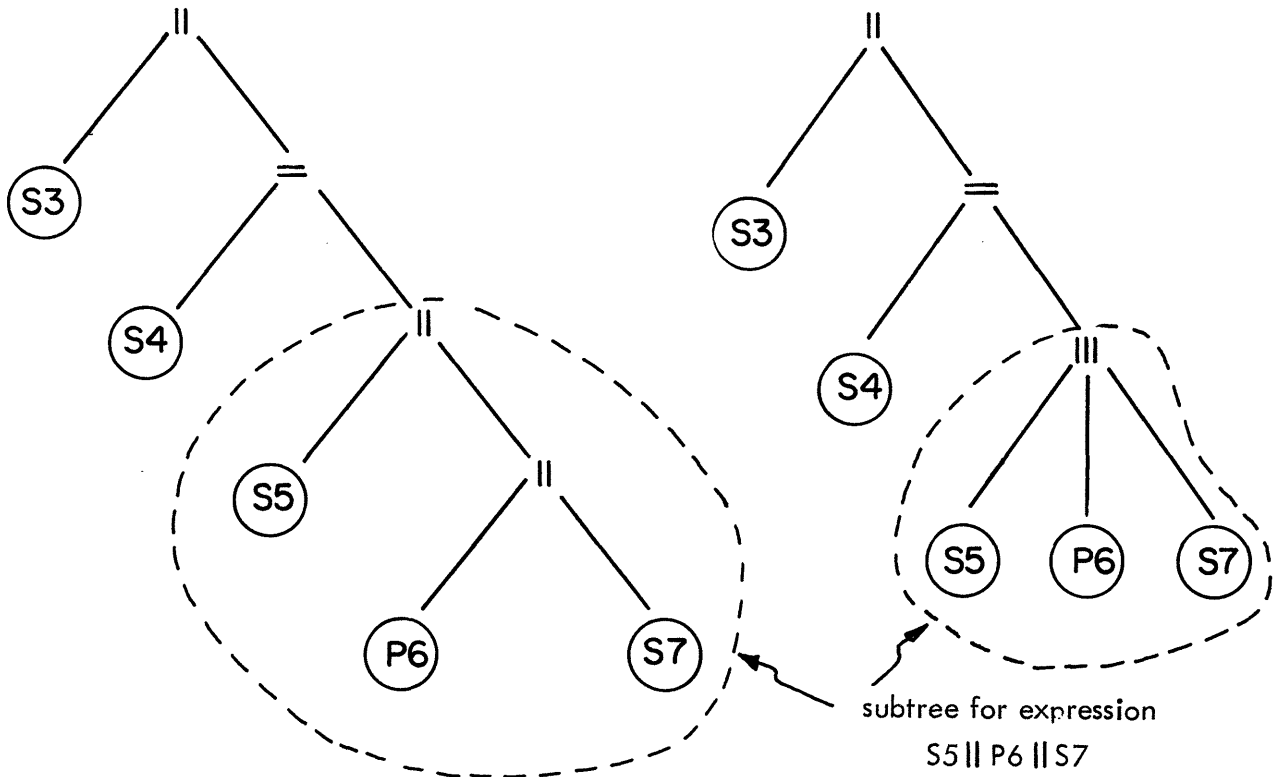 ||
||
S3
=
S3
=
S4
||
S4
|||
S5
||
S5 P6 S7
P6
S7
subtree for expression
S5 || P6 || S7